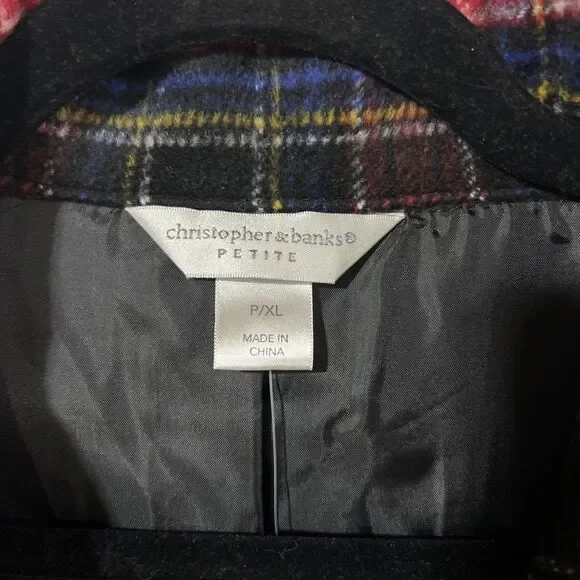 christopher & banks®
PETITE
P/XL
MADE IN
CHINA